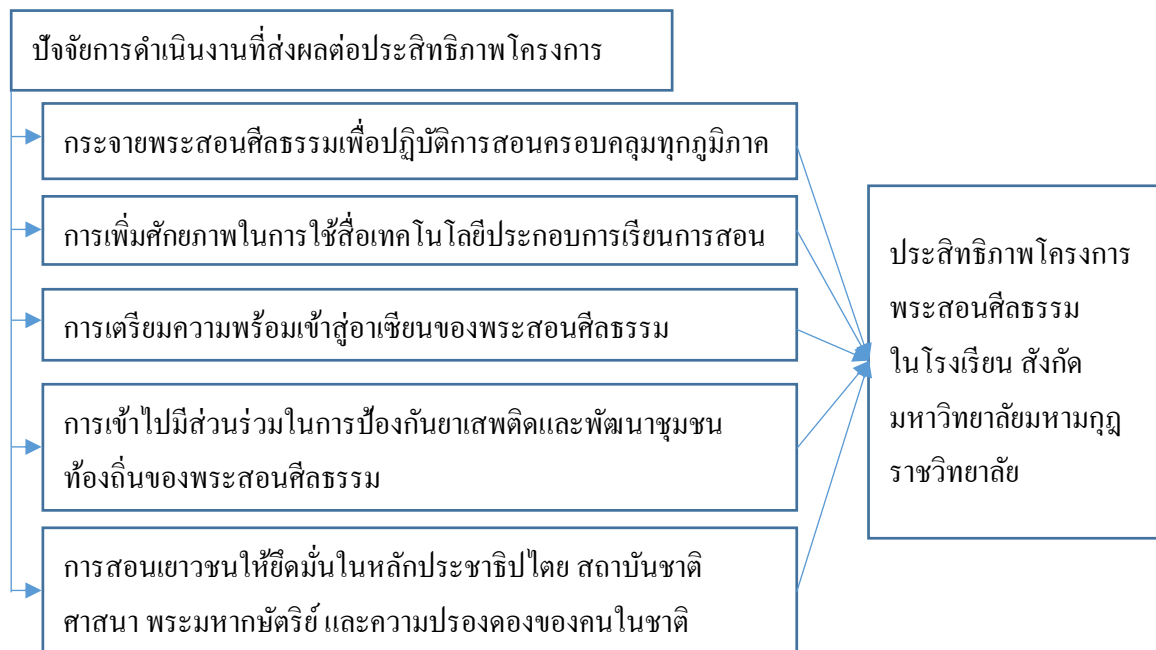 ปัจจัยการดำเนินงานที่ส่งผลต่อประสิทธิภาพโครงการ
กระจายพระสอนศีลธรรมเพื่อปฏิบัติการสอนครอบคลุมทุกภูมิภาค
การเพิ่มศักยภาพในการใช้สื่อเทคโนโลยีประกอบการเรียนการสอน
การเตรียมความพร้อมเข้าสู่อาเซียนของพระสอนศีลธรรม
การเข้าไปมีส่วนร่วมในการป้องกันยาเสพติดและพัฒนาชุมชน
ท้องถิ่นของพระสอนศีลธรรม
การสอนเยาวชนให้ยึดมั่นในหลักประชาธิปไตย สถาบันชาติ
ศาสนา พระมหากษัตริย์ และความปรองดองของคนในชาติ
ประสิทธิภาพโครงการ
พระสอนศีลธรรม
ในโรงเรียน สังกัด
มหาวิทยาลัยมหามกุฎ
ราชวิทยาลัย